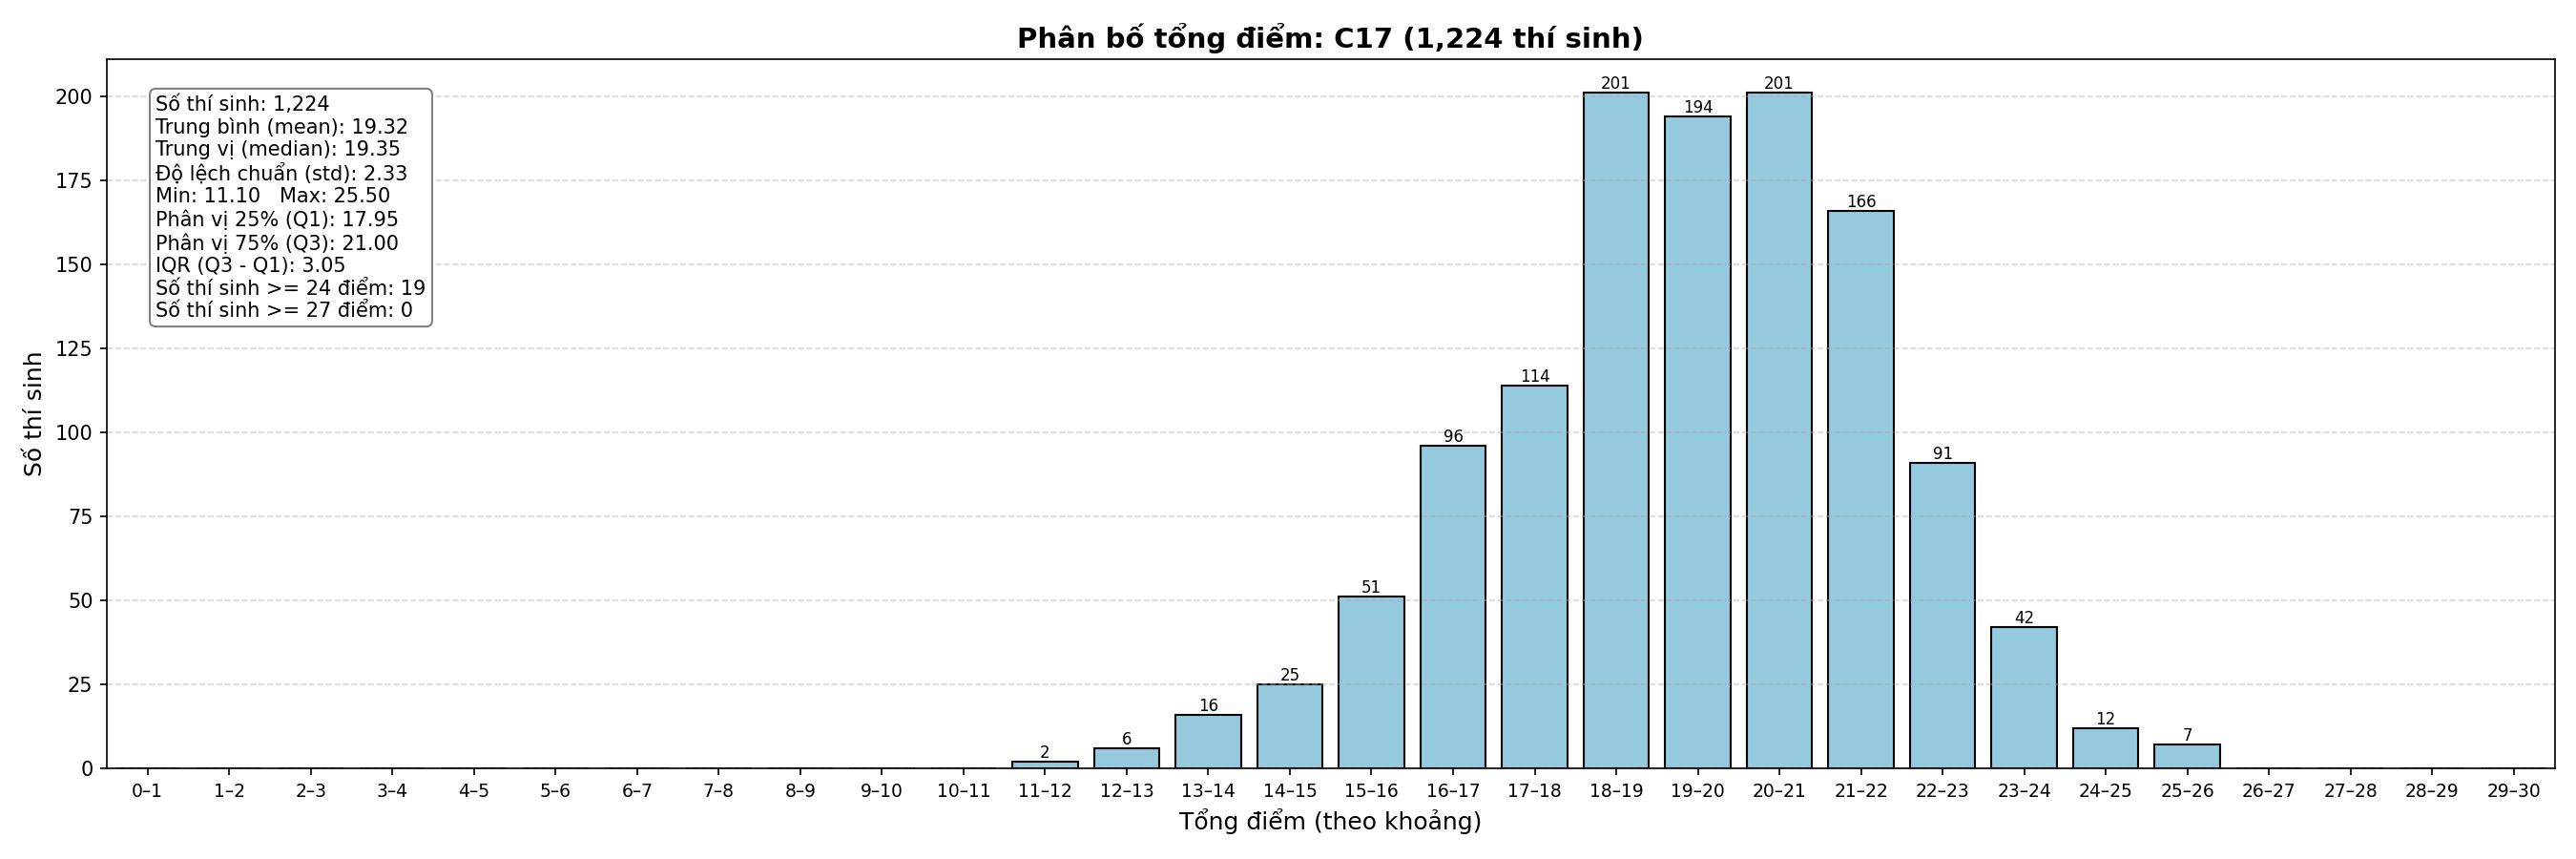 Phân bố tổng điểm: C17 (1,224 thí sinh)
Số thí sinh: 1,224
Trung bình (mean): 19.32
Trung vị (median): 19.35
Độ lệch chuẩn (std): 2.33
Min: 11.10   Max: 25.50
Phân vị 25% (Q1): 17.95
Phân vị 75% (Q3): 21.00
IQR (Q3 - Q1): 3.05
Số thí sinh >= 24 điểm: 19
Số thí sinh >= 27 điểm: 0
Số thí sinh
200
175
150
125
100
75
50
25
0
2
6
16
25
51
96
114
201
194
201
166
91
42
12
7
0–1 1–2 2–3 3–4 4–5 5–6 6–7 7–8 8–9 9–10 10–11 11–12 12–13 13–14 14–15 15–16 16–17 17–18 18–19 19–20 20–21 21–22 22–23 23–24 24–25 25–26 26–27 27–28 28–29 29–30
Tổng điểm (theo khoảng)